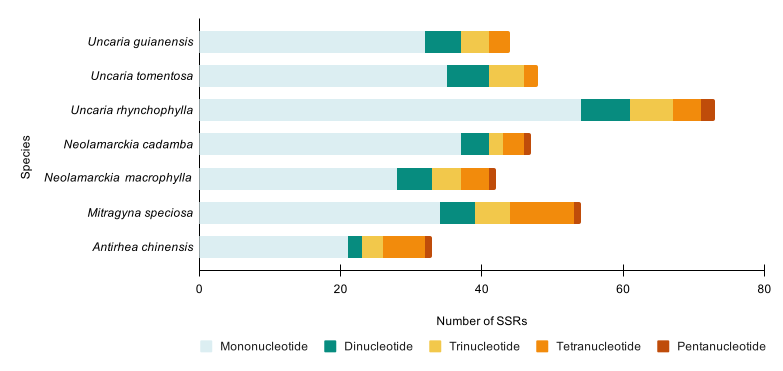 Species
Uncaria guianensis
Uncaria tomentosa
Uncaria rhynchophylla
Neolamarckia cadamba
Neolamarckia macrophylla
Mitragyna speciosa
Antirhea chinensis
0 20 40 60 80
Number of SSRs
Mononucleotide Dinucleotide Trinucleotide Tetranucleotide Pentanucleotide